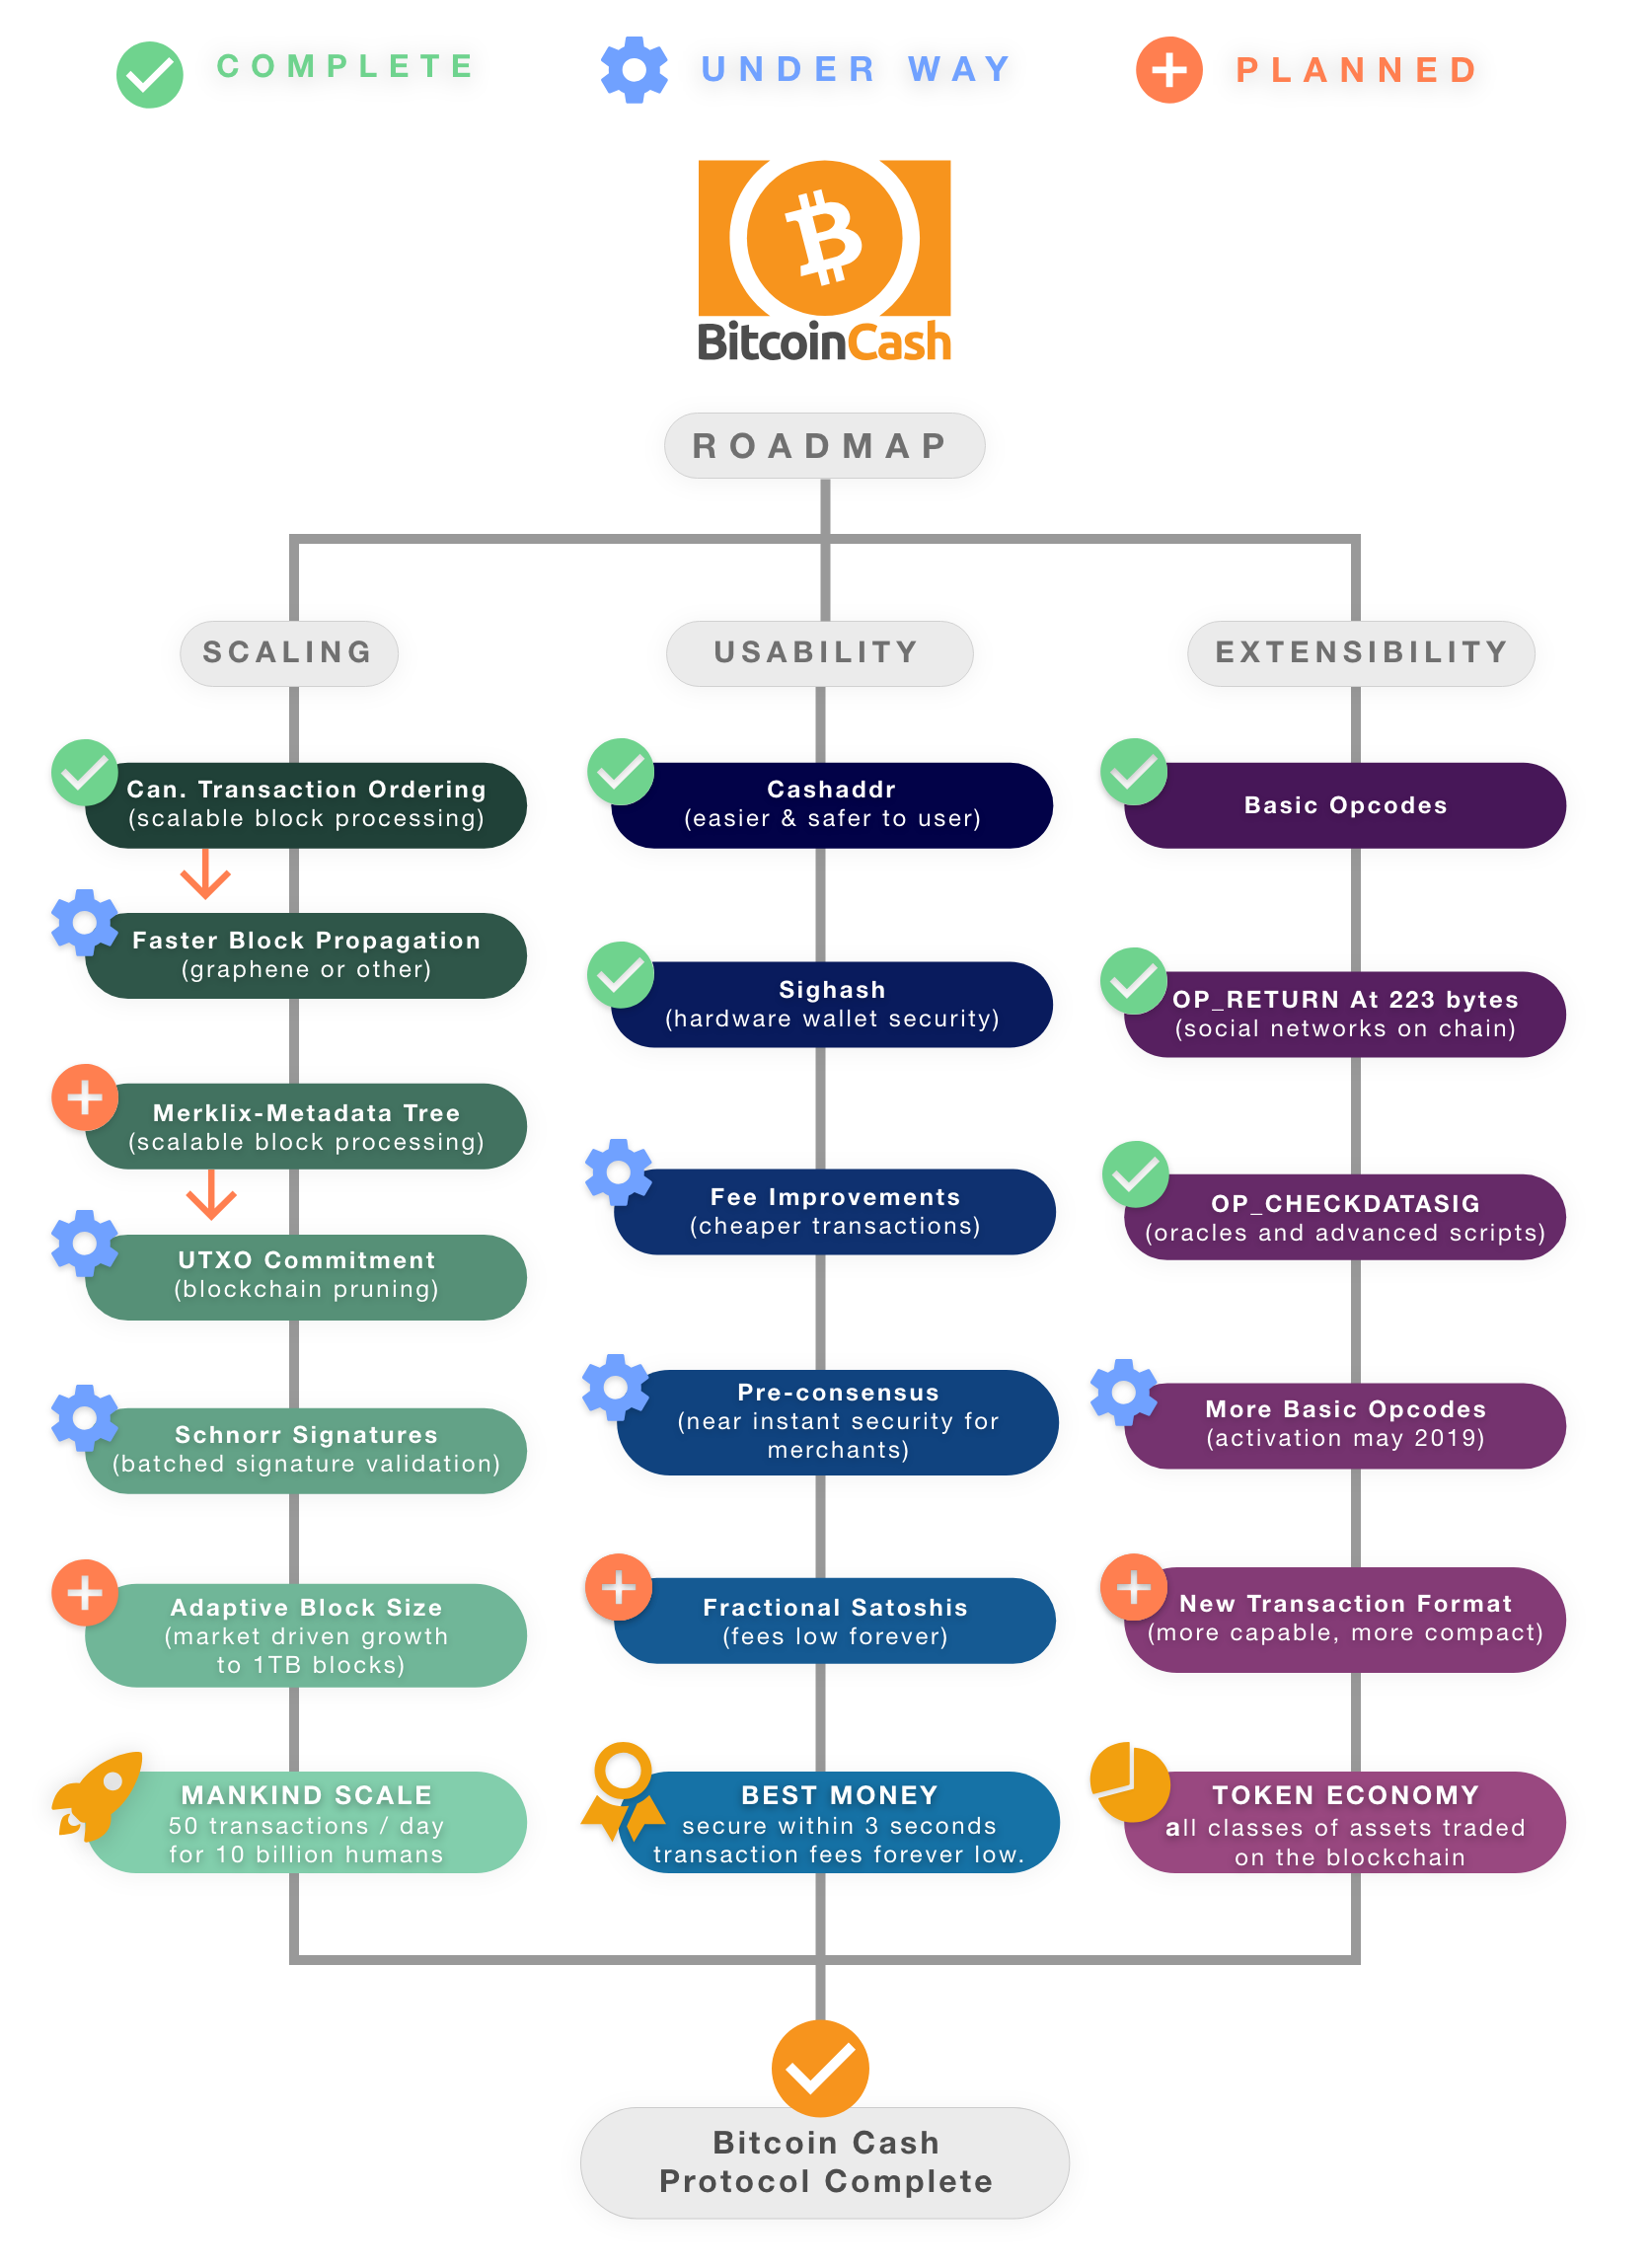 COMPLETE
UNDER WAY
PLANNED
BitcoinCash
ROADMAP
SCALING
Can. Transaction Ordering
(scalable block processing)
Faster Block Propagation
(graphene or other)
Merklix-Metadata Tree
(scalable block processing)
UTXO Commitment
(blockchain pruning)
Schnorr Signatures
(batched signature validation)
Adaptive Block Size
(market driven growth
to 1TB blocks)
MANKIND SCALE
50 transactions / day
for 10 billion humans
USABILITY
Cashaddr
(easier & safer to user)
Sighash
(hardware wallet security)
Fee Improvements
(cheaper transactions)
Pre-consensus
(near instant security for
merchants)
Fractional Satoshis
(fees low forever)
BEST MONEY
secure within 3 seconds
transaction fees forever low.
EXTENSIBILITY
Basic Opcodes
OP_RETURN At 223 bytes
(social networks on chain)
OP_CHECKDATASIG
(oracles and advanced scripts)
More Basic Opcodes
(activation may 2019)
New Transaction Format
(more capable, more compact)
TOKEN ECONOMY
all classes of assets traded
on the blockchain
Bitcoin Cash
Protocol Complete